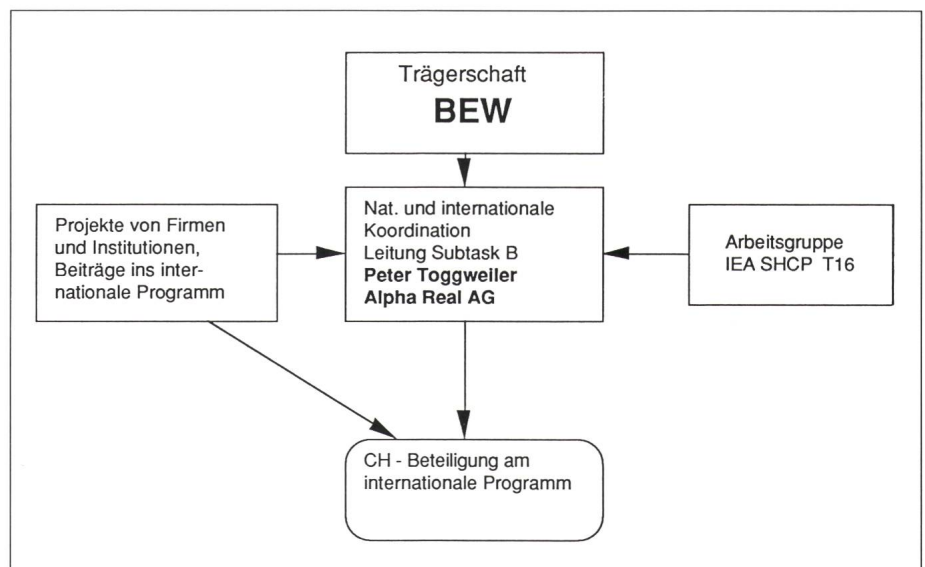 Trägerschaft
BEW
Projekte von Firmen
und Institutionen,
Beiträge ins inter-
nationale Programm
Nat. und internationale
Koordination
Leitung Subtask B
Peter Toggweiler
Alpha Real AG
Arbeitsgruppe
IEA SHCP T16
CH - Beteiligung am
internationale Programm